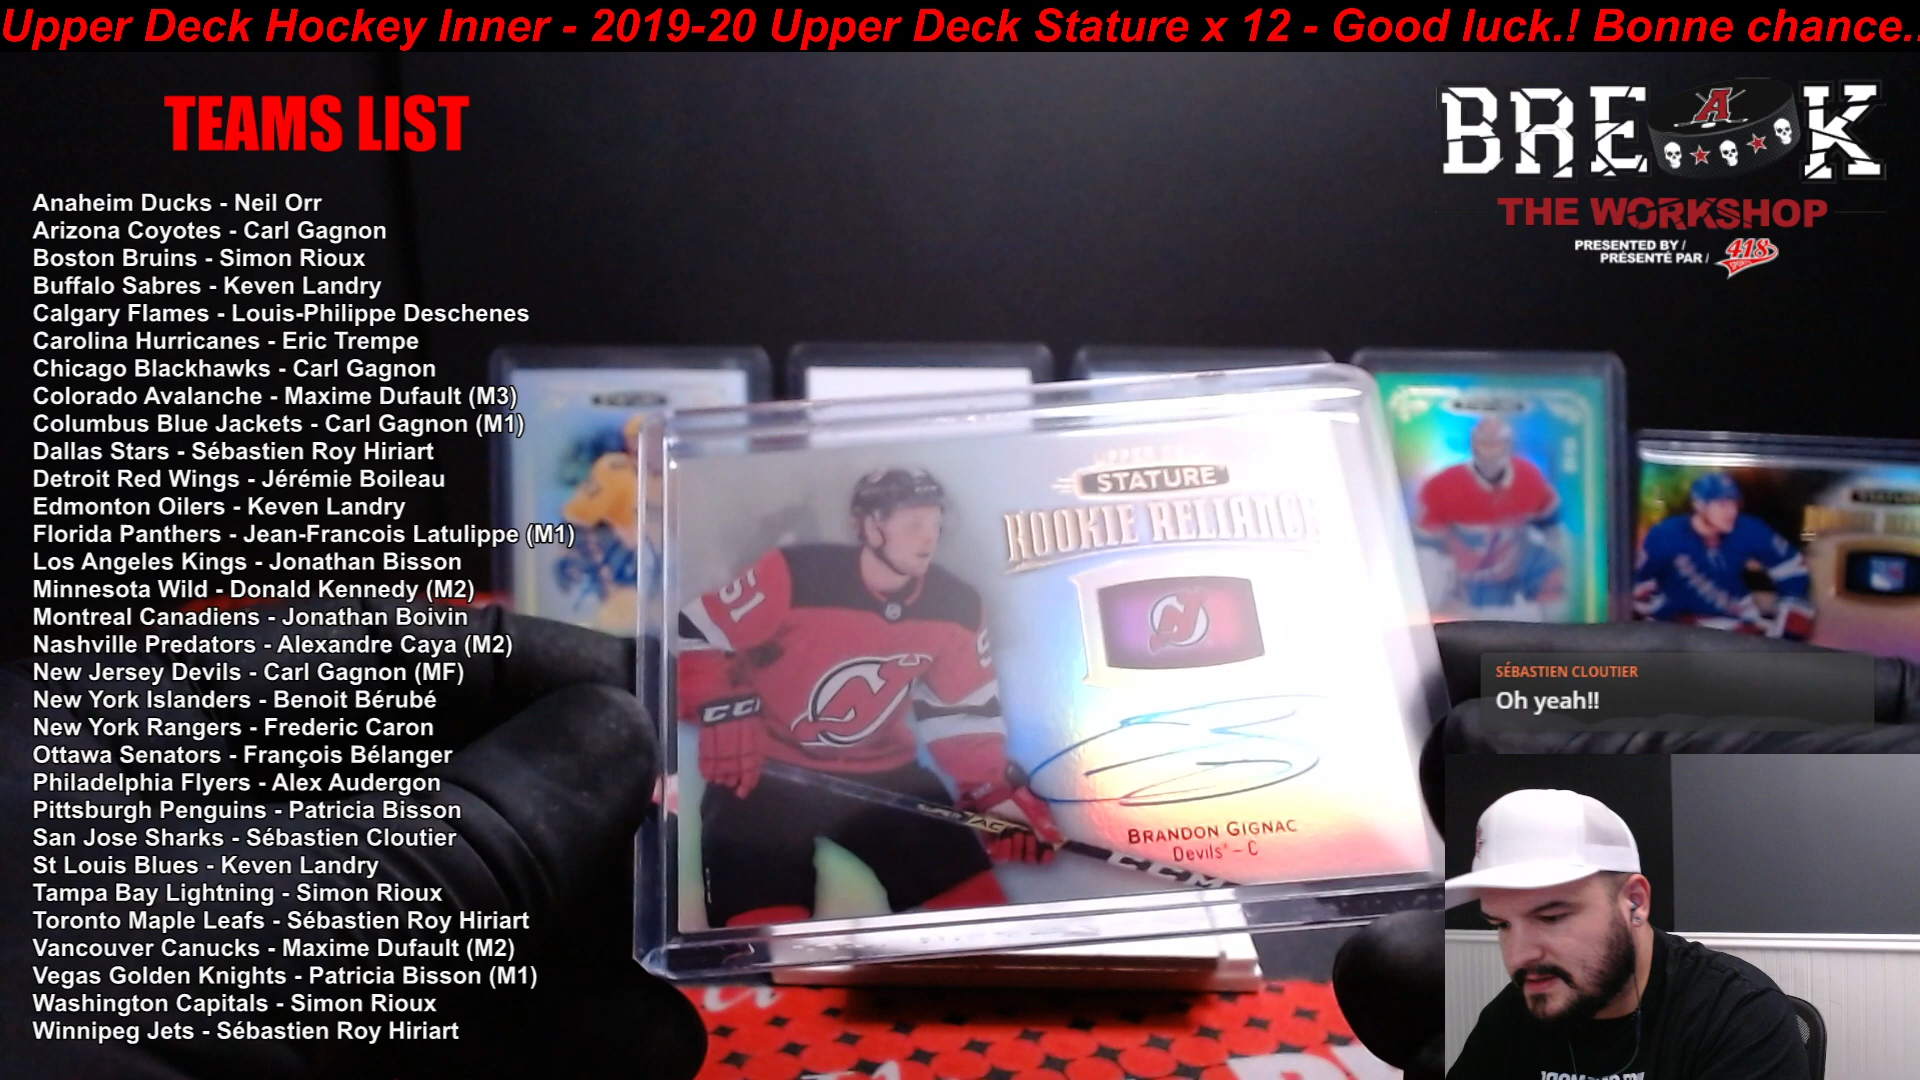 Upper Deck Hockey Inner - 2019-20 Upper Deck Stature x 12 - Good luck.! Bonne chance..
TEAMS LIST
Anaheim Ducks - Neil Orr
Arizona Coyotes - Carl Gagnon
Boston Bruins - Simon Rioux
Buffalo Sabres - Keven Landry
Calgary Flames - Louis-Philippe Deschenes
Carolina Hurricanes - Eric Trempe
Chicago Blackhawks - Carl Gagnon
Colorado Avalanche - Maxime Dufault (M3)
Columbus Blue Jackets - Carl Gagnon (M1)
Dallas Stars - Sébastien Roy Hiriart
Detroit Red Wings - Jérémie Boileau
Edmonton Oilers - Keven Landry
Florida Panthers - Jean-Francois Latulippe (M1)
Los Angeles Kings - Jonathan Bisson
Minnesota Wild - Donald Kennedy (M2)
Montreal Canadiens - Jonathan Boivin
Nashville Predators - Alexandre Caya (M2)
New Jersey Devils - Carl Gagnon (MF)
New York Islanders - Benoit Bérubé
New York Rangers - Frederic Caron
Ottawa Senators - François Bélanger
Philadelphia Flyers - Alex Audergon
Pittsburgh Penguins - Patricia Bisson
San Jose Sharks - Sébastien Cloutier
St Louis Blues - Keven Landry
Tampa Bay Lightning - Simon Rioux
Toronto Maple Leafs - Sébastien Roy Hiriart
Vancouver Canucks - Maxime Dufault (M2)
Vegas Golden Knights - Patricia Bisson (M1)
Washington Capitals - Simon Rioux
Winnipeg Jets - Sébastien Roy Hiriart
BRE A K
THE WORKSHOP
PRESENTED BY /
PRÉSENTÉ PAR /
418
UPPER DECK
STATURE
ROOKIE RELIANCE
51
CCM
BRANDON GIGNAC
Devils - C
CCM
SÉBASTIEN CLOUTIER
Oh yeah!!